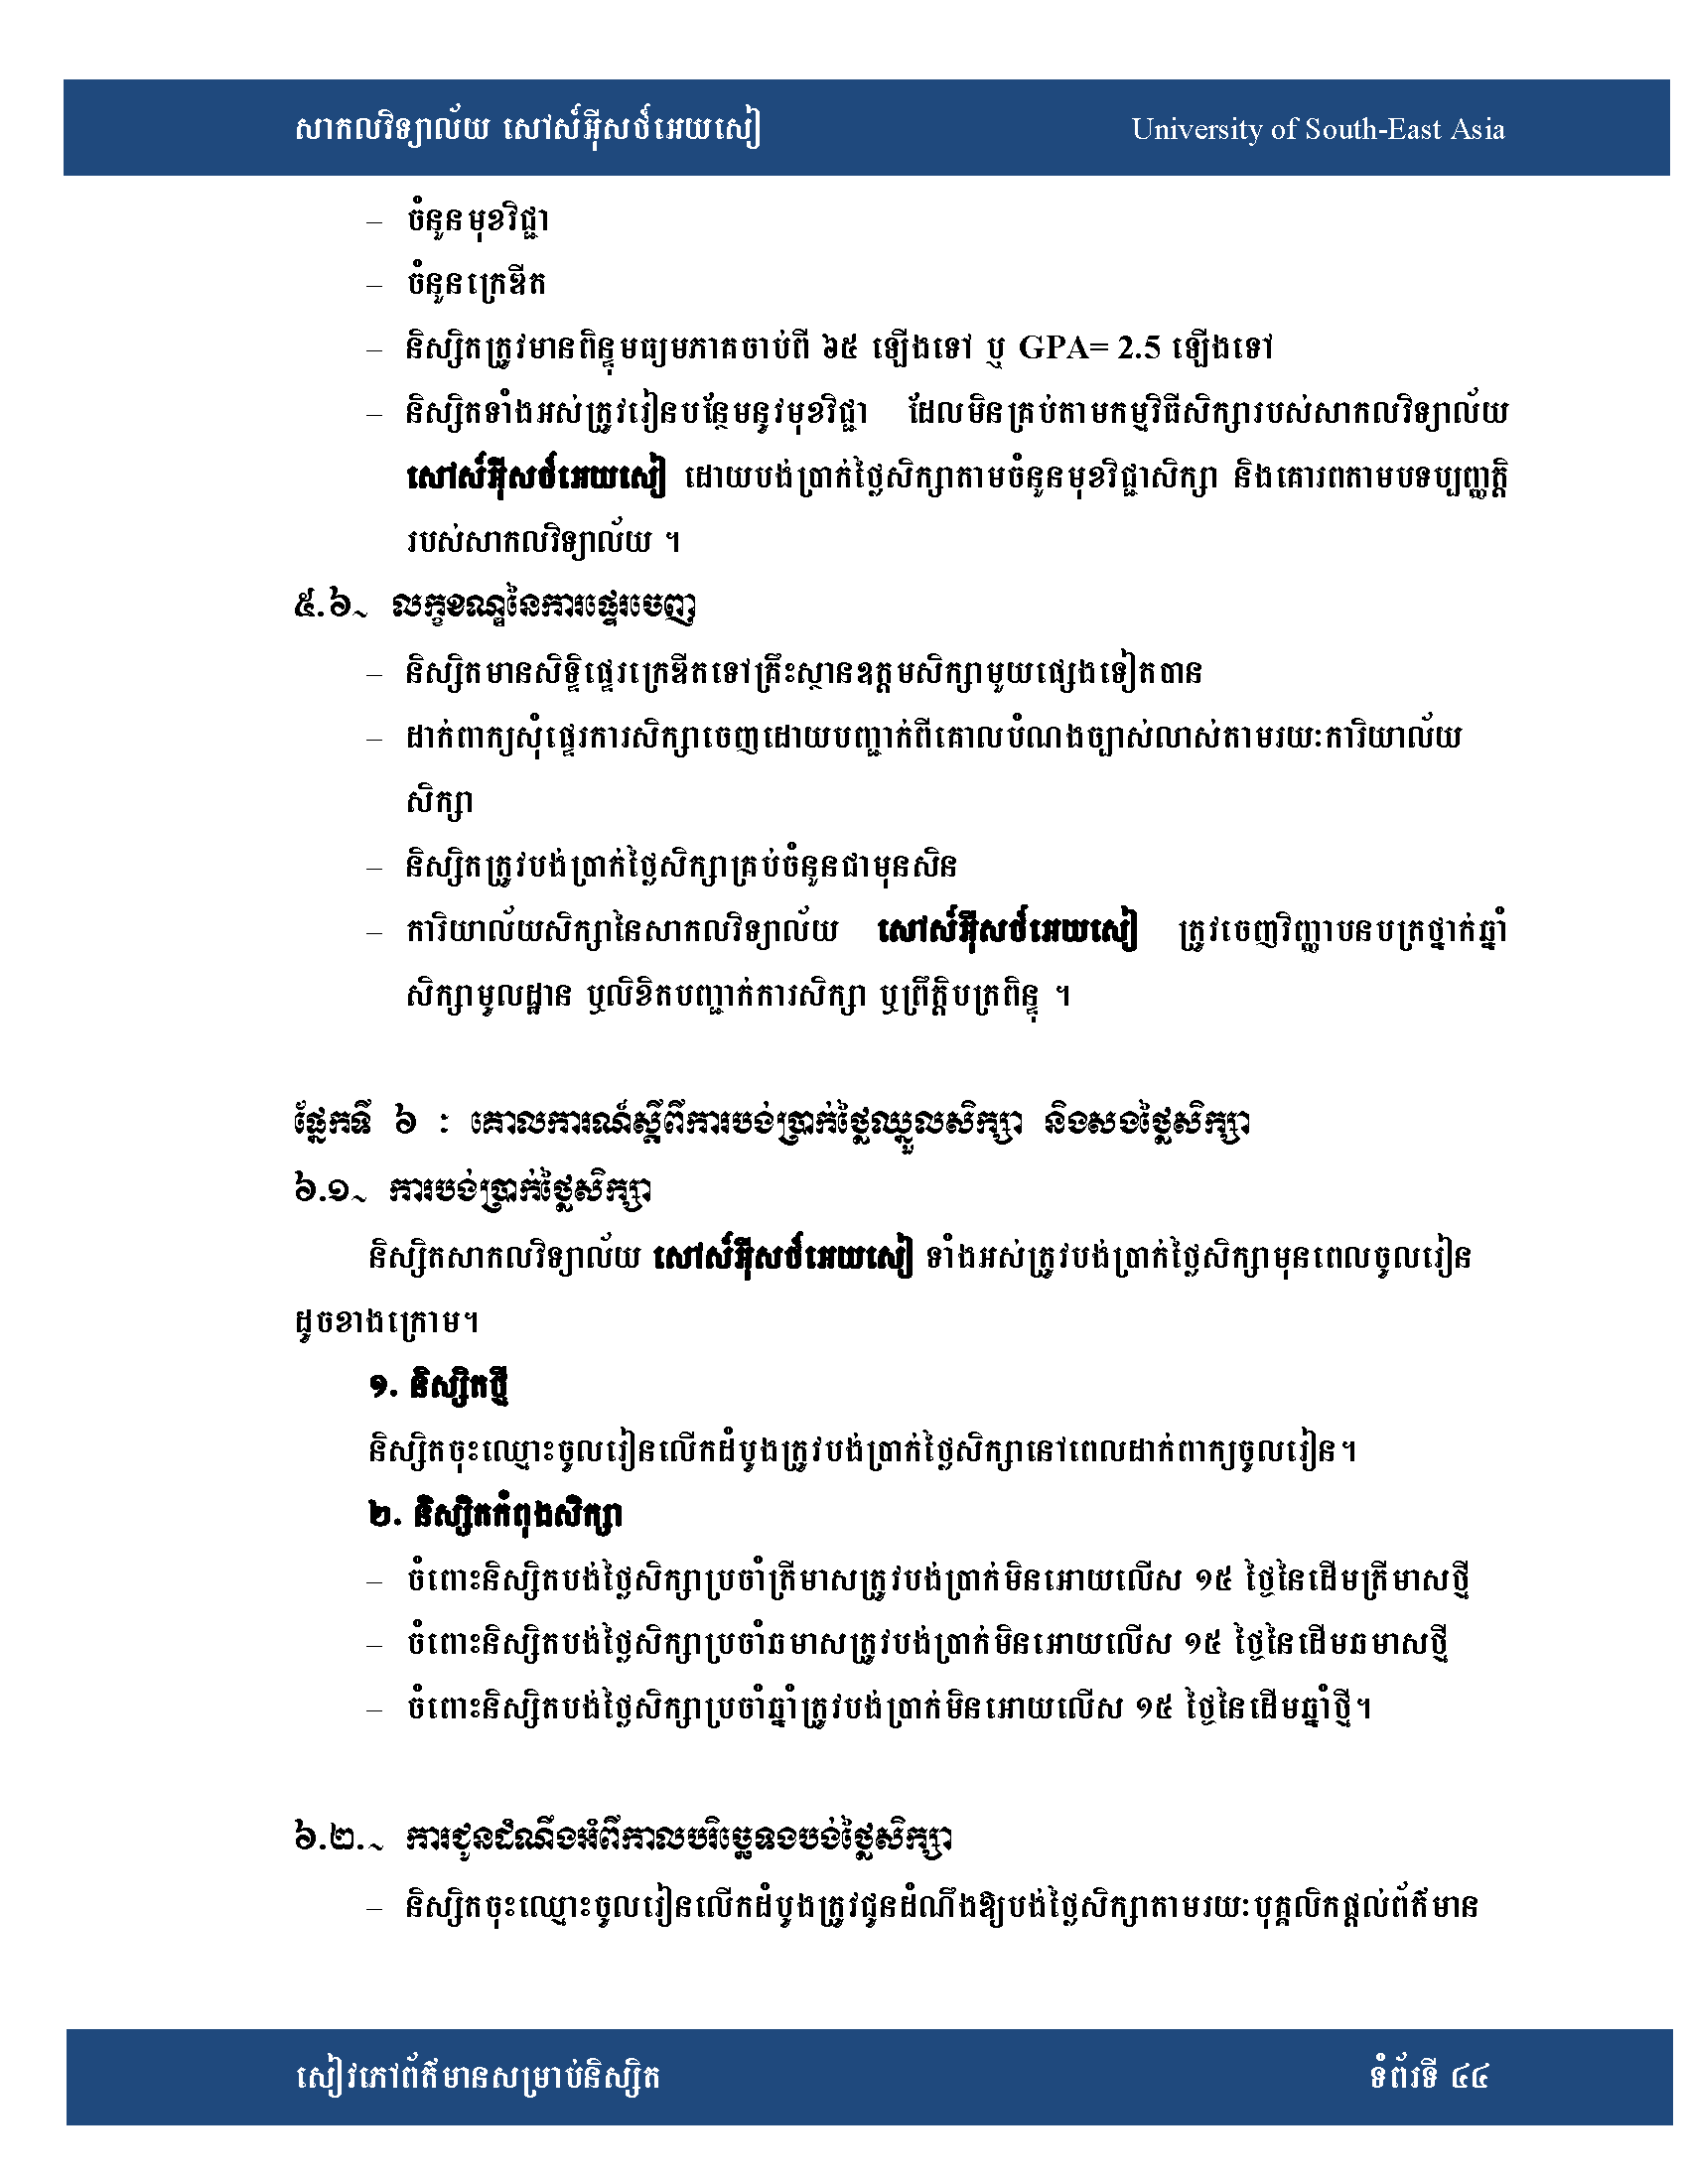 សាកលវិទ្យាល័យ សៅស៍អ៊ីសថ៍អេយសៀ University of South-East Asia
– ចំនួនមុខវិជ្ជា
– ចំនួនក្រេឌីត
– និស្សិតត្រូវមានពិន្ទុមធ្យមភាគចាប់ពី ៦៥ ឡើងទៅ ឬ GPA= 2.5 ឡើងទៅ
– និស្សិតទាំងអស់ត្រូវរៀនបន្ថែមនូវមុខវិជ្ជា ដែលមិនគ្រប់តាមកម្មវិធីសិក្សារបស់សាកលវិទ្យាល័យ
សៅស៍អ៊ីសថ៍អេយសៀ ដោយបង់ប្រាក់ថ្លៃសិក្សាតាមចំនួនមុខវិជ្ជាសិក្សា និងគោរពតាមបទប្បញ្ញត្តិ
របស់សាកលវិទ្យាល័យ ។
៥.៦~ លក្ខខណ្ឌនៃការផ្ទេរចេញ
– និស្សិតមានសិទ្ធិផ្ទេរក្រេឌីតទៅគ្រឹះស្ថានឧត្តមសិក្សាមួយផ្សេងទៀតបាន
– ដាក់ពាក្យសុំផ្ទេរការសិក្សាចេញដោយបញ្ជាក់ពីគោលបំណងច្បាស់លាស់តាមរយៈការិយាល័យ
សិក្សា
– និស្សិតត្រូវបង់ប្រាក់ថ្លៃសិក្សាគ្រប់ចំនួនជាមុនសិន
– ការិយាល័យសិក្សានៃសាកលវិទ្យាល័យ សៅស៍អ៊ីសថ៍អេយសៀ ត្រូវចេញវិញ្ញាបនបត្រថ្នាក់ឆ្នាំ
សិក្សាមូលដ្ឋាន ឬលិខិតបញ្ជាក់ការសិក្សា ឬព្រឹត្តិបត្រពិន្ទុ ។
ផ្នែកទី ៦ : គោលការណ៍ស្តីពីការបង់ប្រាក់ថ្លៃឈ្នួលសិក្សា និងសងថ្លៃសិក្សា
៦.១~ ការបង់ប្រាក់ថ្លៃសិក្សា
និស្សិតសាកលវិទ្យាល័យ សៅស៍អ៊ីសថ៍អេយសៀ ទាំងអស់ត្រូវបង់ប្រាក់ថ្លៃសិក្សាមុនពេលចូលរៀន
ដូចខាងក្រោម។
១. និស្សិតថ្មី
និស្សិតចុះឈ្មោះចូលរៀនលើកដំបូងត្រូវបង់ប្រាក់ថ្លៃសិក្សានៅពេលដាក់ពាក្យចូលរៀន។
២. និស្សិតកំពុងសិក្សា
– ចំពោះនិស្សិតបង់ថ្លៃសិក្សាប្រចាំត្រីមាសត្រូវបង់ប្រាក់មិនអោយលើស ១៥ ថ្ងៃនៃដើមត្រីមាសថ្មី
– ចំពោះនិស្សិតបង់ថ្លៃសិក្សាប្រចាំឆមាសត្រូវបង់ប្រាក់មិនអោយលើស ១៥ ថ្ងៃនៃដើមឆមាសថ្មី
– ចំពោះនិស្សិតបង់ថ្លៃសិក្សាប្រចាំឆ្នាំត្រូវបង់ប្រាក់មិនអោយលើស ១៥ ថ្ងៃនៃដើមឆ្នាំថ្មី។
៦.២.~ ការជូនដំណឹងអំពីកាលបរិច្ឆេទងបង់ថ្លៃសិក្សា
– និស្សិតចុះឈ្មោះចូលរៀនលើកដំបូងត្រូវជូនដំណឹងឱ្យបង់ថ្លៃសិក្សាតាមរយៈបុគ្គលិកផ្តល់ព័ត៌មាន
សៀវភៅព័ត៌មានសម្រាប់និស្សិត ទំព័រទី ៤៤